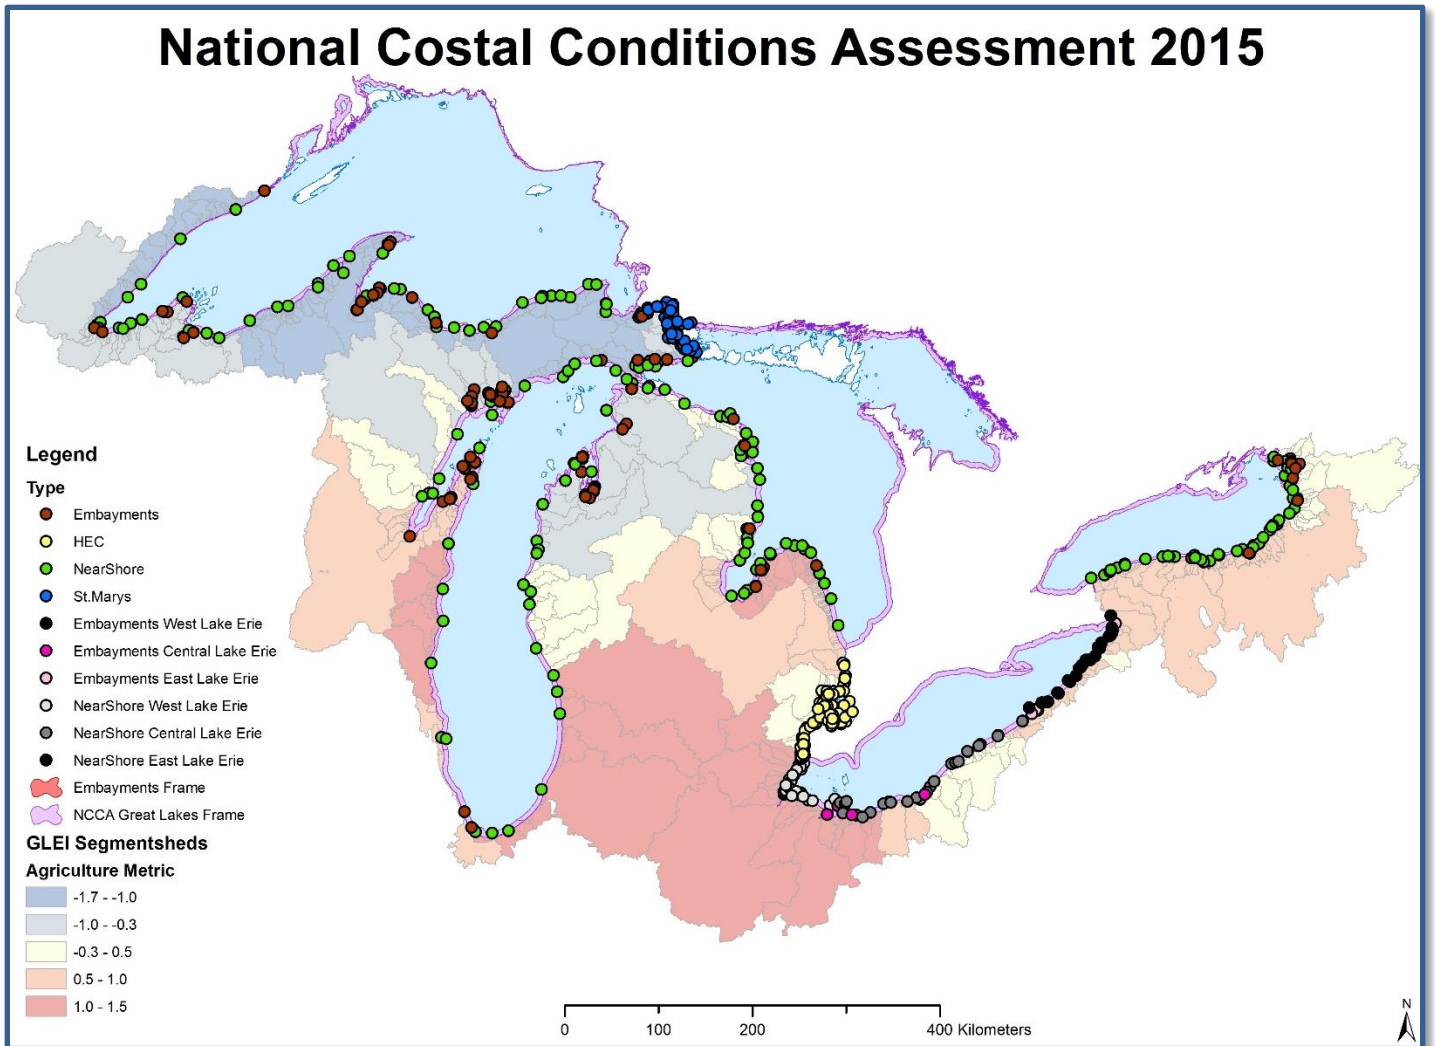 National Costal Conditions Assessment 2015
Legend
Type
Embayments
HEC
NearShore
St.Marys
Embayments West Lake Erie
Embayments Central Lake Erie
Embayments East Lake Erie
NearShore West Lake Erie
NearShore Central Lake Erie
NearShore East Lake Erie
Embayments Frame
NCCA Great Lakes Frame
GLEI Segmentsheds
Agriculture Metric
-1.7 - -1.0
-1.0 - -0.3
-0.3 - 0.5
0.5 - 1.0
1.0 - 1.5
0 100 200 400 Kilometers
N